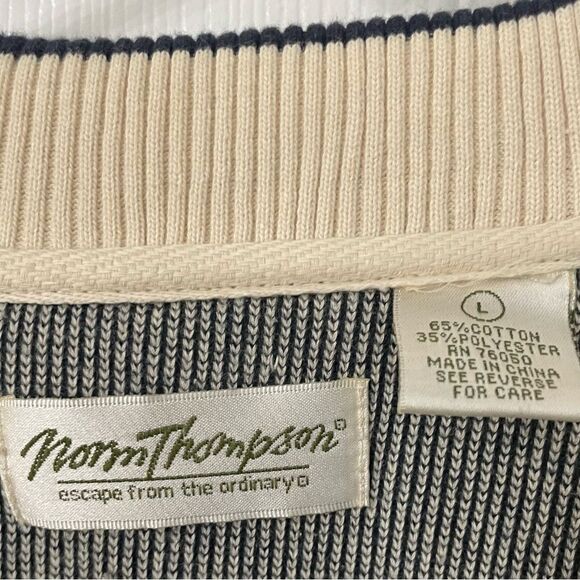 L
65% COTTON
35% POLYESTER
RN 76050
MADE IN CHINA
SEE REVERSE
FOR CARE
Norm Thompson®
escape from the ordinary®